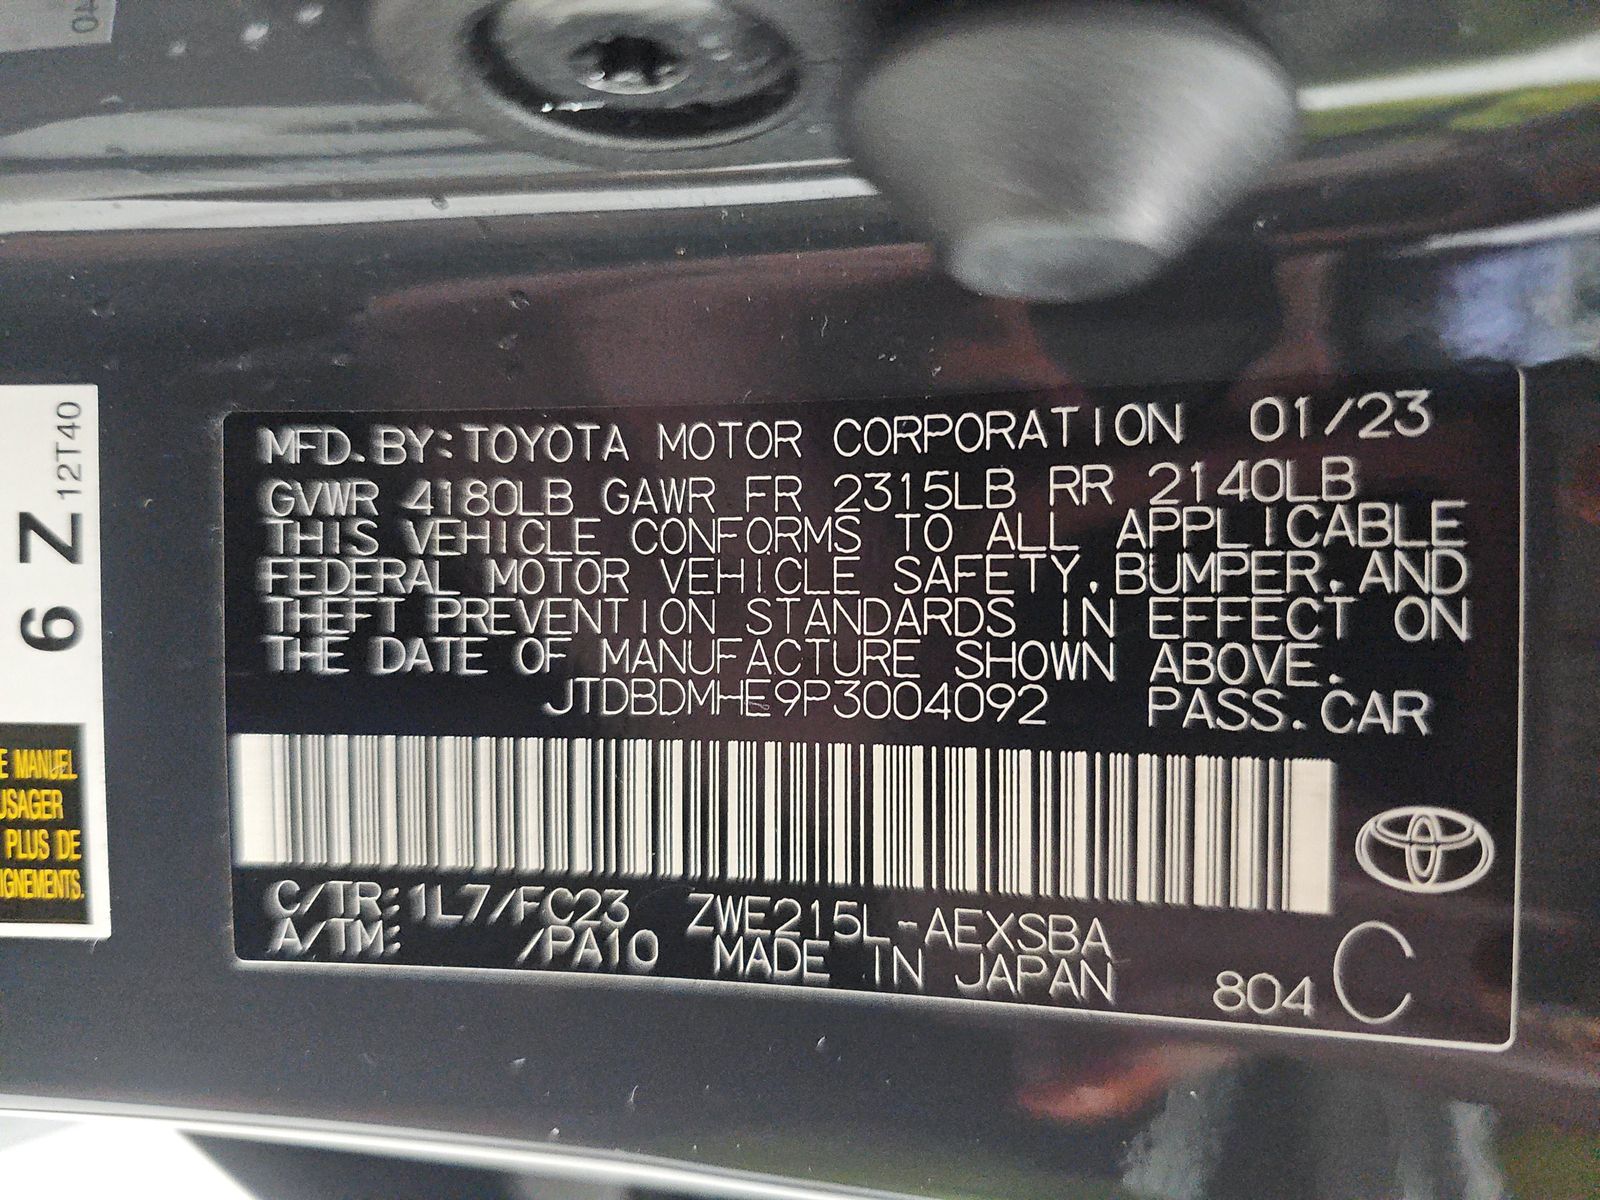 MFD. BY: TOYOTA MOTOR CORPORATION 01/23
GVWR 4180LB GAWR FR 2315LB RR 2140LB
THIS VEHICLE CONFORMS TO ALL APPLICABLE
FEDERAL MOTOR VEHICLE SAFETY, BUMPER, AND
THEFT PREVENTION STANDARDS IN EFFECT ON
THE DATE OF MANUFACTURE SHOWN ABOVE.
JTDBDMHE9P3004092 PASS. CAR
C/TR: 1L7/FC23 ZWE215L-AEXSBA
A/TM: /PA10 MADE IN JAPAN
804 C
6 Z 12T40
E MANUEL
USAGER
PLUS DE
IGNEMENTS.